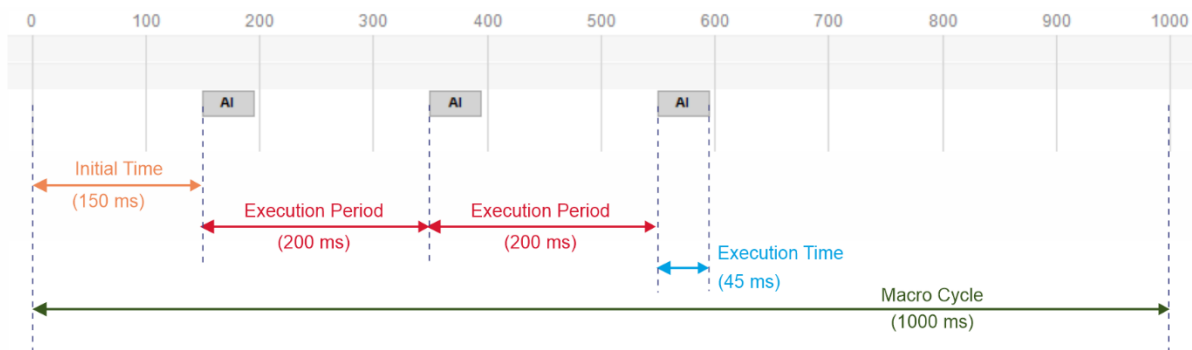 0 100 200 300 400 500 600 700 800 900 1000
AI AI AI
Initial Time
(150 ms)
Execution Period Execution Period
(200 ms) (200 ms)
Execution Time
(45 ms)
Macro Cycle
(1000 ms)